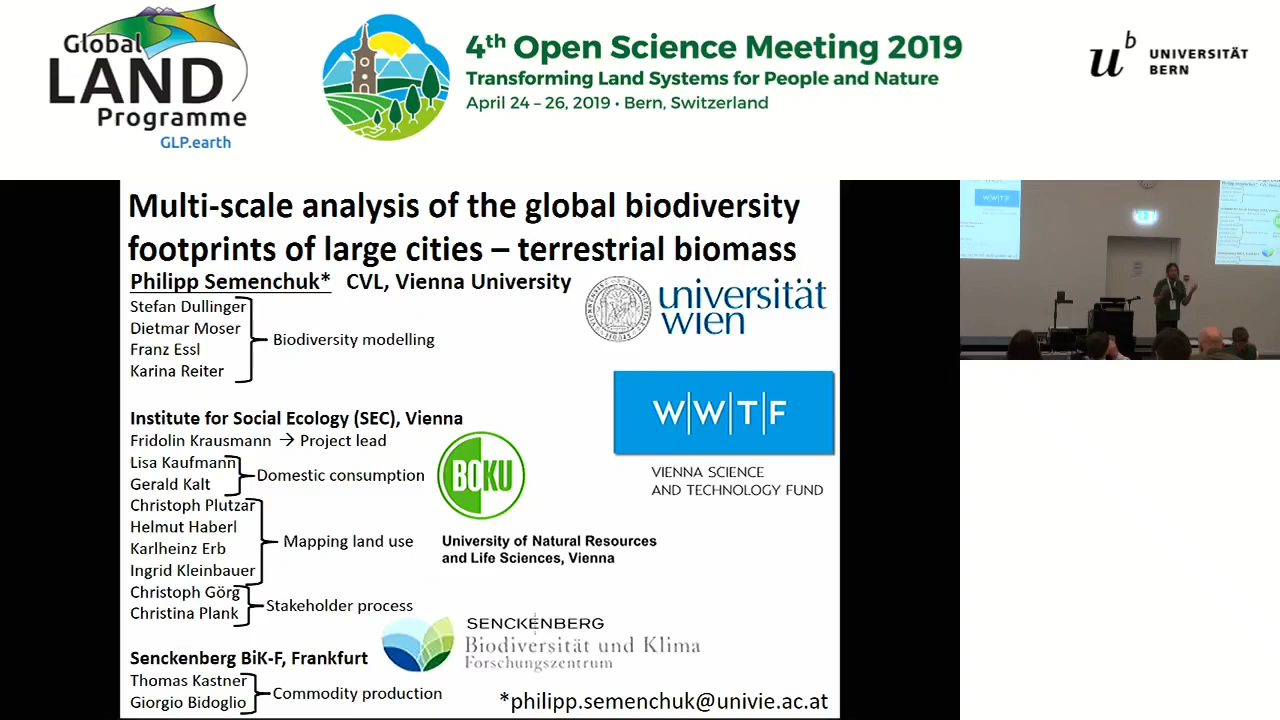 Global
LAND
Programme
GLP.earth
4th Open Science Meeting 2019
Transforming Land Systems for People and Nature
April 24 – 26, 2019 • Bern, Switzerland
u b
UNIVERSITÄT
BERN
Multi-scale analysis of the global biodiversity
footprints of large cities – terrestrial biomass
Philipp Semenchuk* CVL, Vienna University
Stefan Dullinger
Dietmar Moser
Franz Essl
Karina Reiter
Biodiversity modelling
universität
wien
WWTF
VIENNA SCIENCE
AND TECHNOLOGY FUND
Institute for Social Ecology (SEC), Vienna
Fridolin Krausmann → Project lead
Lisa Kaufmann
Gerald Kalt
Domestic consumption
BOKU
Christoph Plutzar
Helmut Haberl
Karlheinz Erb
Ingrid Kleinbauer
Mapping land use
University of Natural Resources
and Life Sciences, Vienna
Christoph Görg
Christina Plank
Stakeholder process
SENCKENBERG
Biodiversität und Klima
Forschungszentrum
Senckenberg BiK-F, Frankfurt
Thomas Kastner
Giorgio Bidoglio
Commodity production
*philipp.semenchuk@univie.ac.at